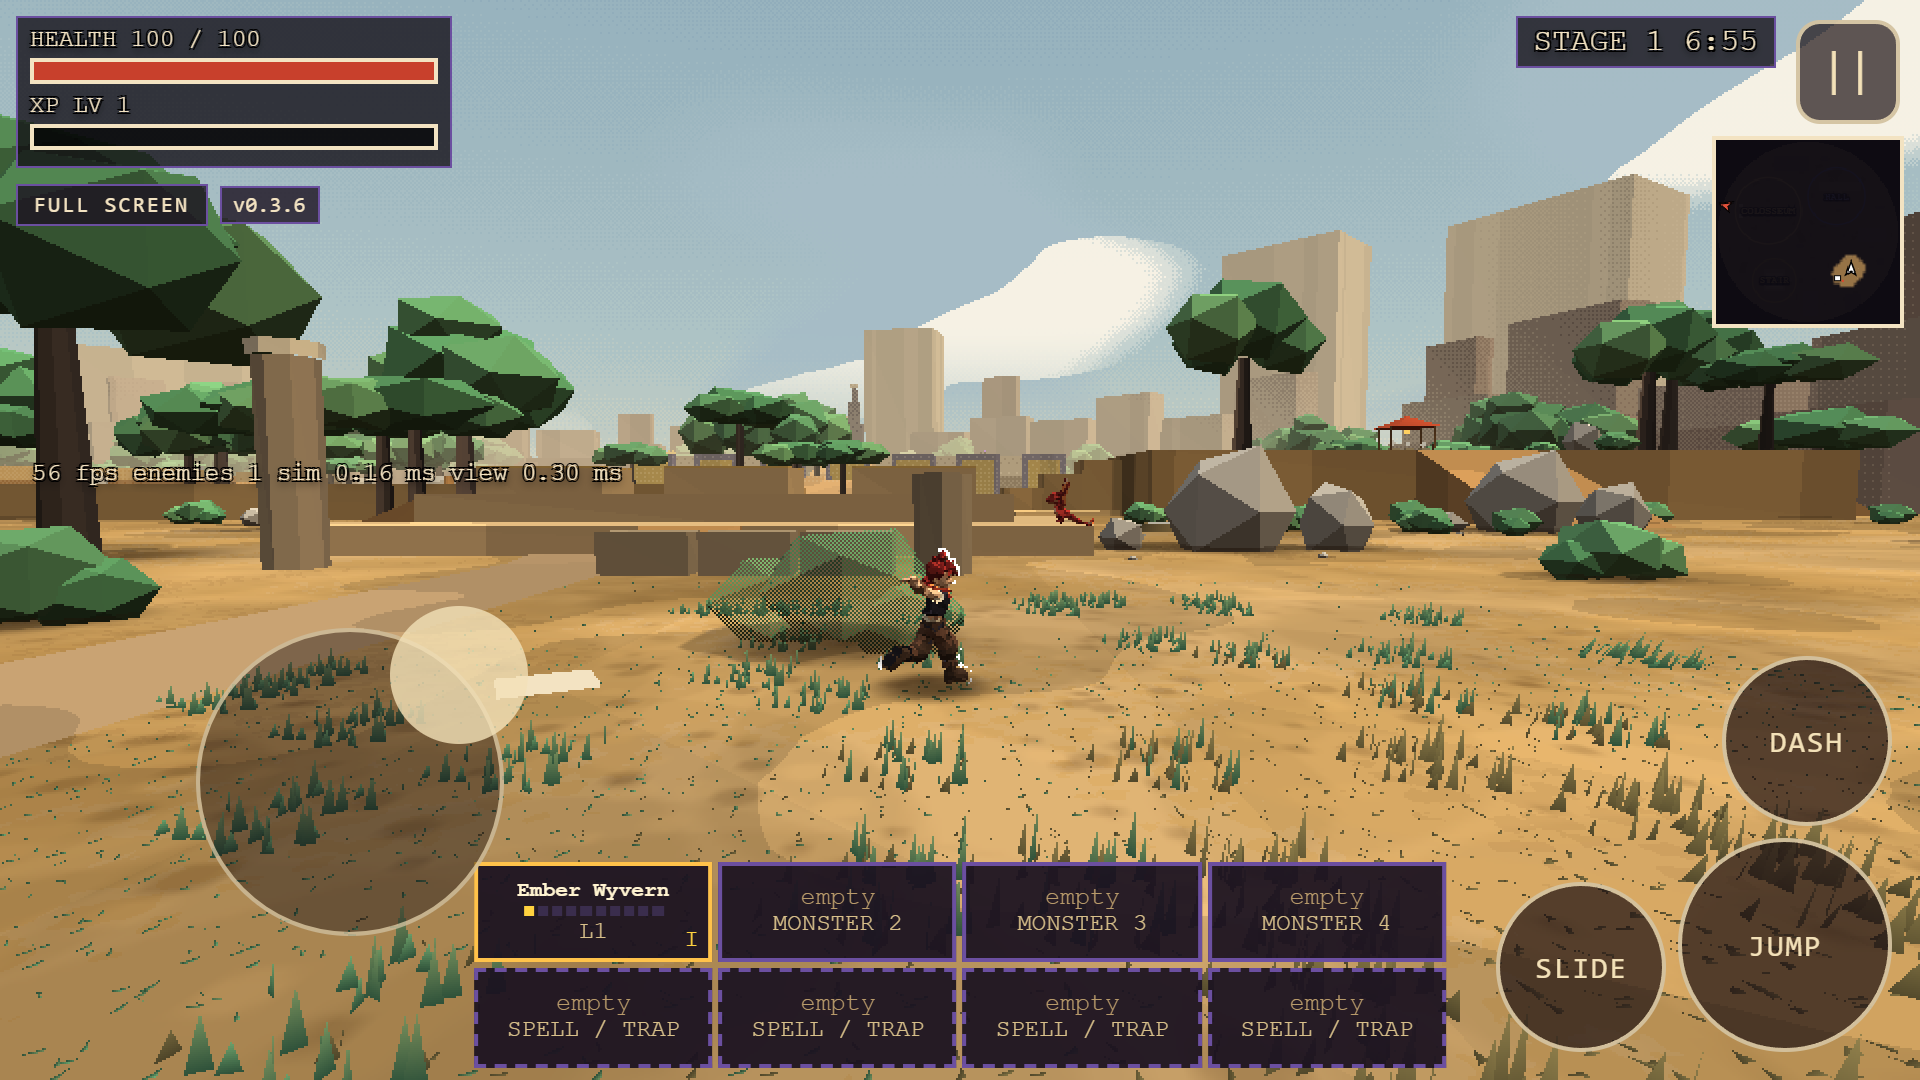 HEALTH 100 / 100
XP LV 1
FULL SCREEN
v0.3.6
STAGE 1 6:55
56 fps enemies 1 sim 0.16 ms view 0.30 ms
DASH
SLIDE
JUMP
Ember Wyvern
L1
I
empty
MONSTER 2
empty
MONSTER 3
empty
MONSTER 4
empty
SPELL / TRAP
empty
SPELL / TRAP
empty
SPELL / TRAP
empty
SPELL / TRAP